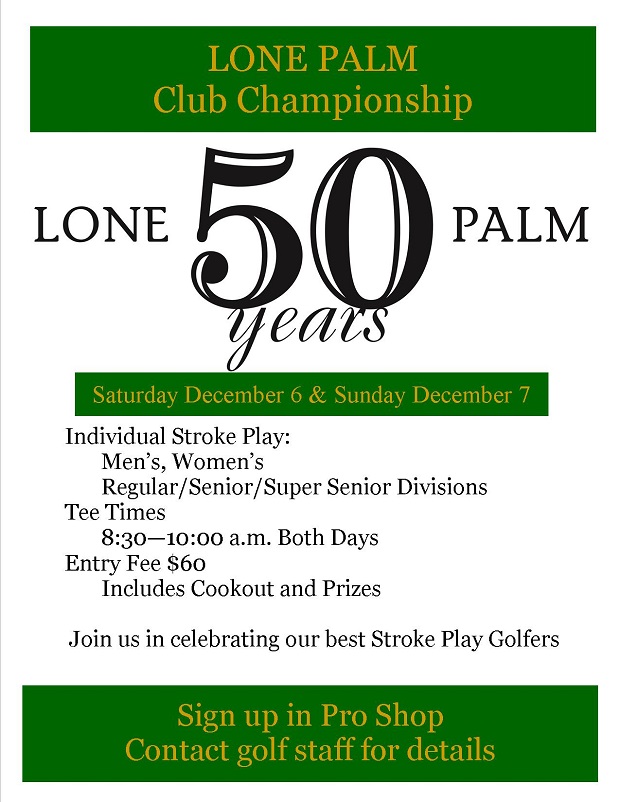 LONE PALM
Club Championship
LONE 50 PALM
years
Saturday December 6 & Sunday December 7
Individual Stroke Play:
Men’s, Women’s
Regular/Senior/Super Senior Divisions
Tee Times
8:30—10:00 a.m. Both Days
Entry Fee $60
Includes Cookout and Prizes
Join us in celebrating our best Stroke Play Golfers
Sign up in Pro Shop
Contact golf staff for details